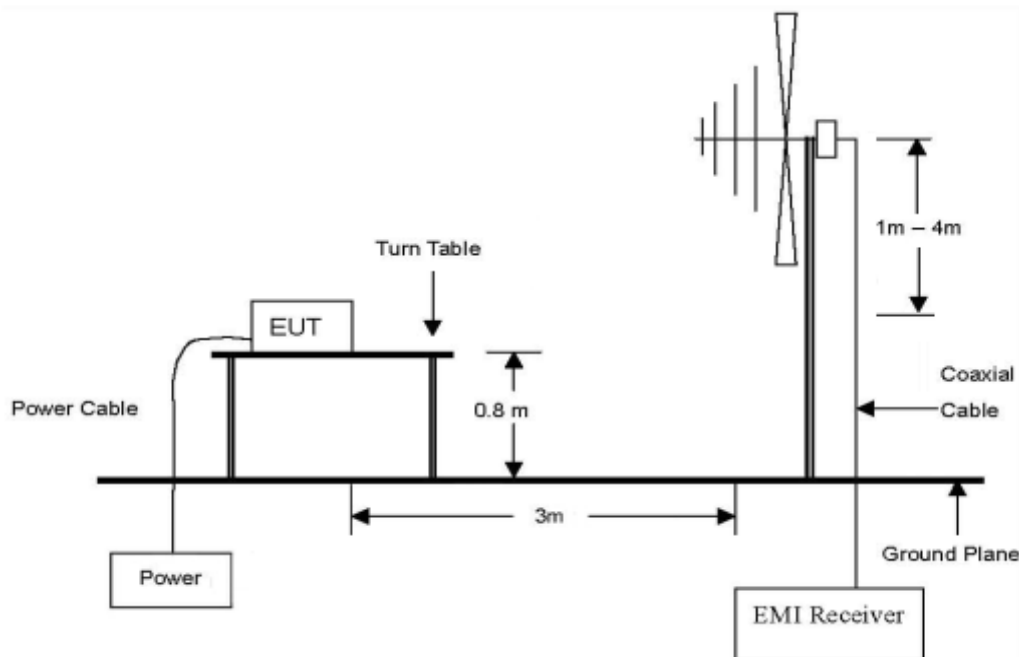 1m – 4m
Turn Table
EUT
Coaxial
Cable
Power Cable
0.8 m
3m
Ground Plane
Power
EMI Receiver